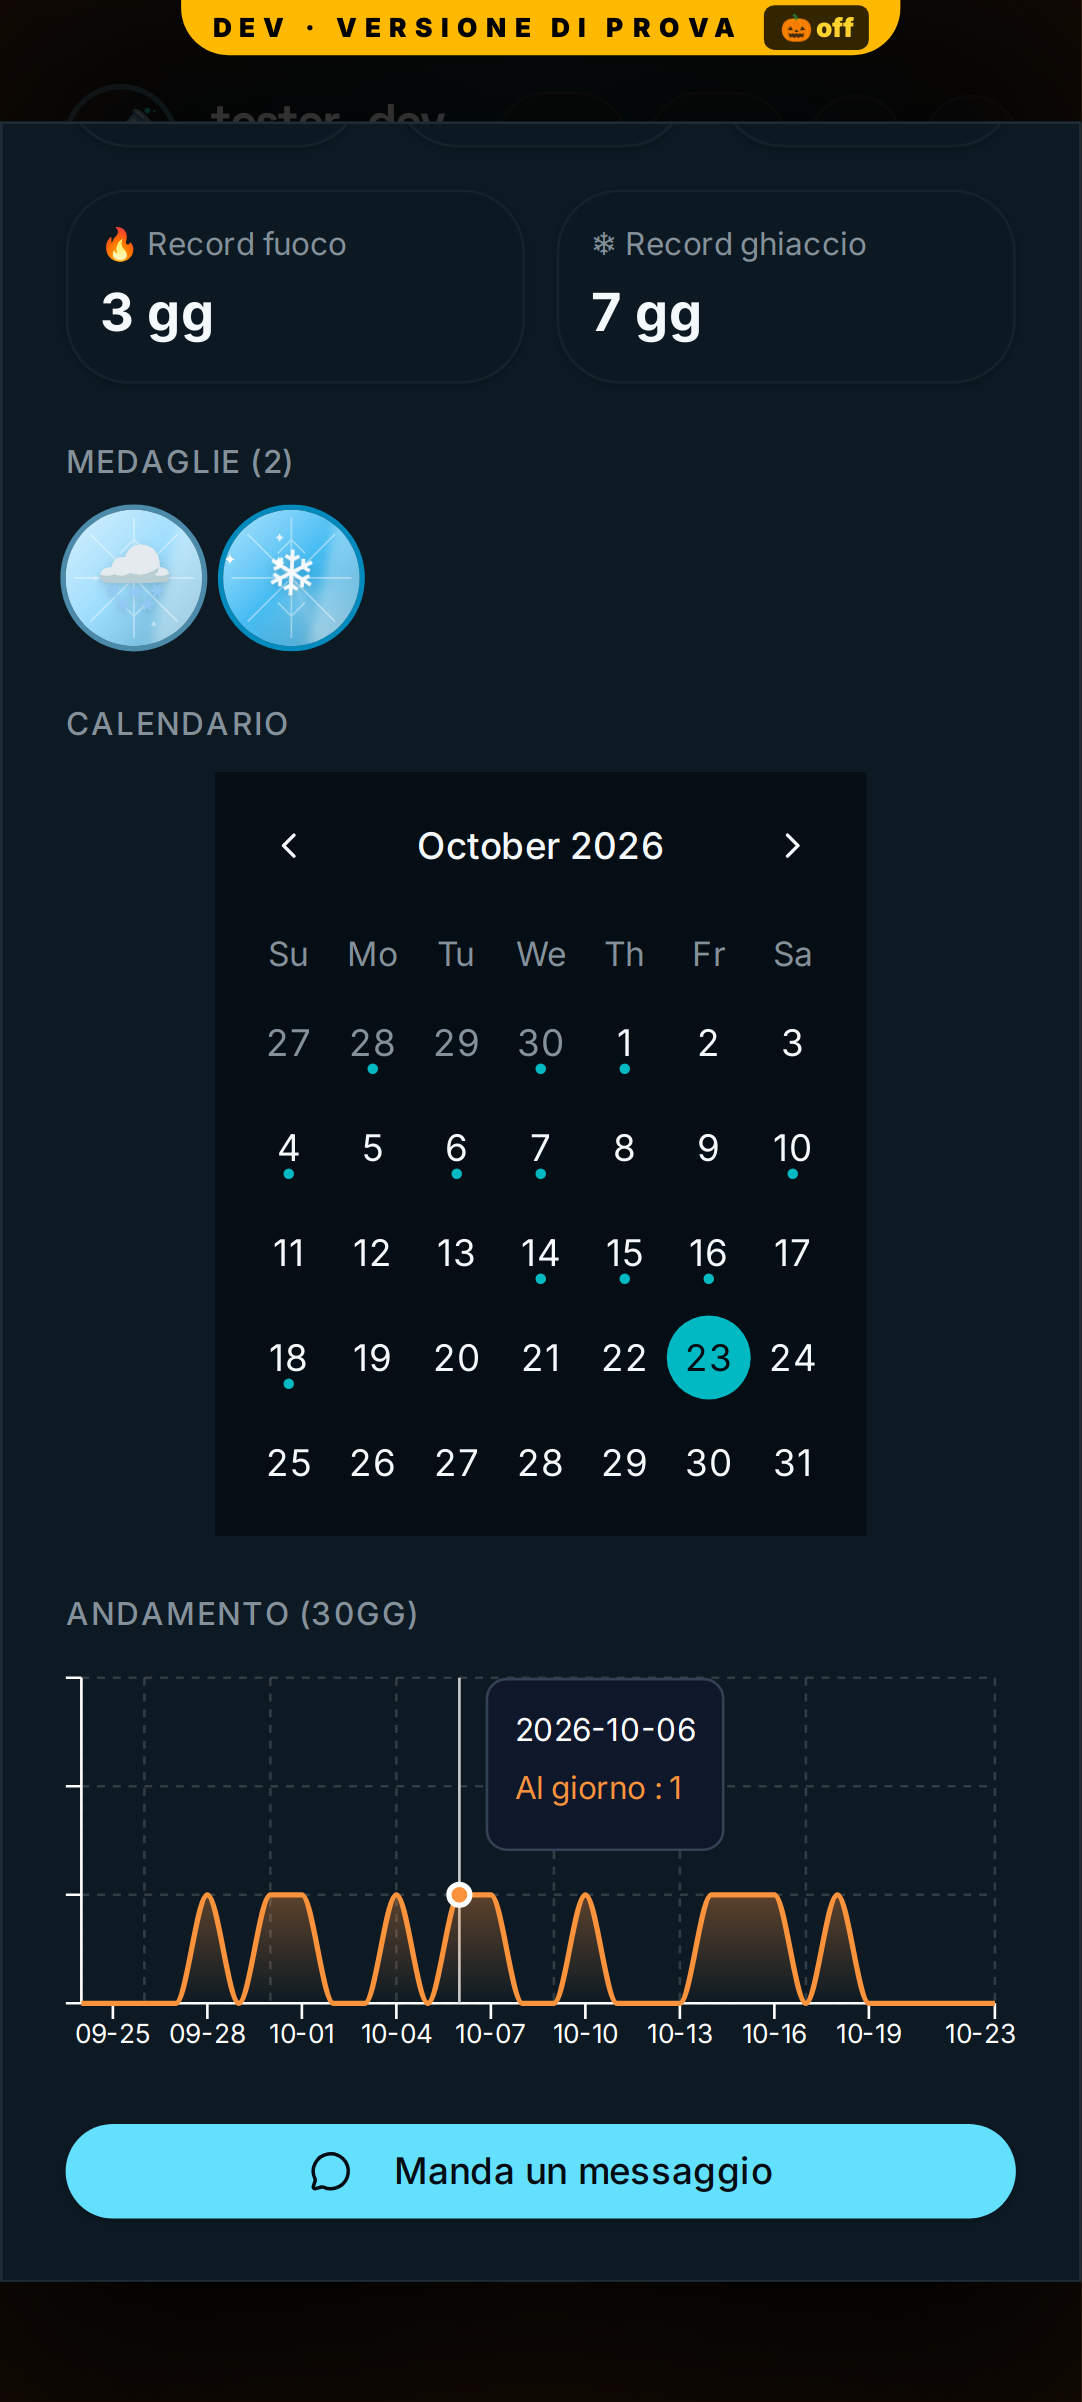 DEV · VERSIONE DI PROVA 🎃 off
tester_dev
🔥 Record fuoco
3 gg
❄ Record ghiaccio
7 gg
MEDAGLIE (2)
CALENDARIO
October 2026
Su Mo Tu We Th Fr Sa
27 28 29 30 1 2 3
4 5 6 7 8 9 10
11 12 13 14 15 16 17
18 19 20 21 22 23 24
25 26 27 28 29 30 31
ANDAMENTO (30GG)
2026-10-06
Al giorno : 1
09-25 09-28 10-01 10-04 10-07 10-10 10-13 10-16 10-19 10-23
Manda un messaggio